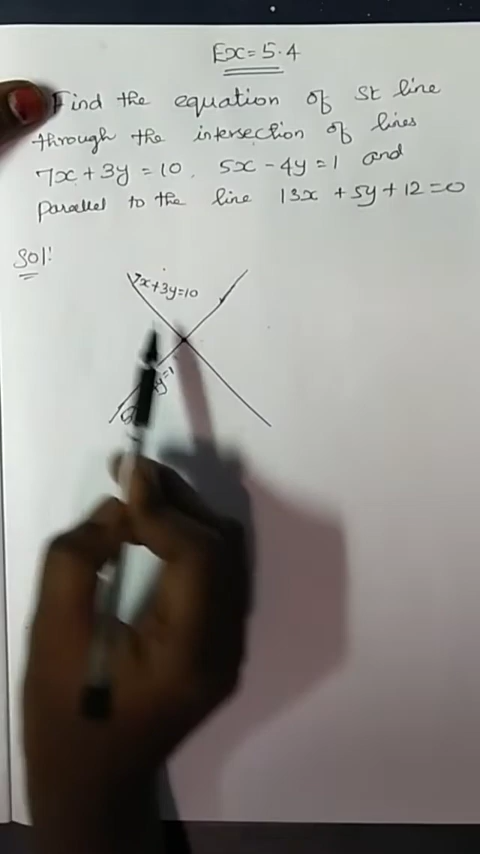 Ex = 5.4
Find the equation of St line
through the intersection of lines
7x + 3y = 10, 5x - 4y = 1 and
Parallel to the line 13x + 5y + 12 = 0
Sol:
7x + 3y = 10
y = 1